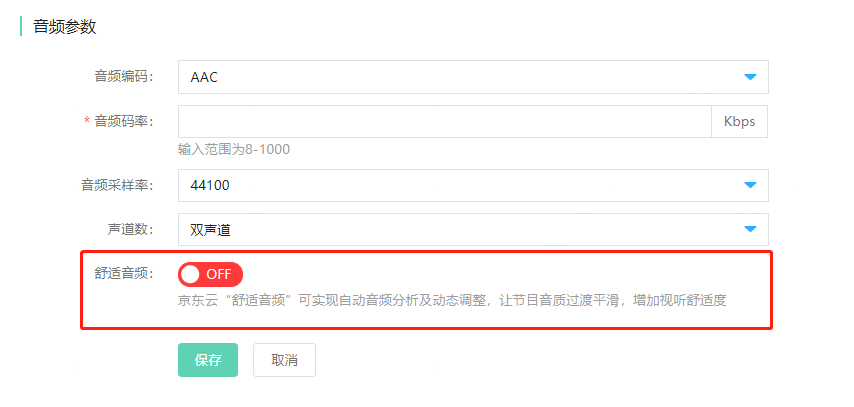 音频参数
音频编码： AAC
* 音频码率： Kbps
输入范围为8-1000
音频采样率： 44100
声道数： 双声道
舒适音频： OFF
京东云“舒适音频”可实现自动音频分析及动态调整，让节目音质过渡平滑，增加视听舒适度
保存 取消